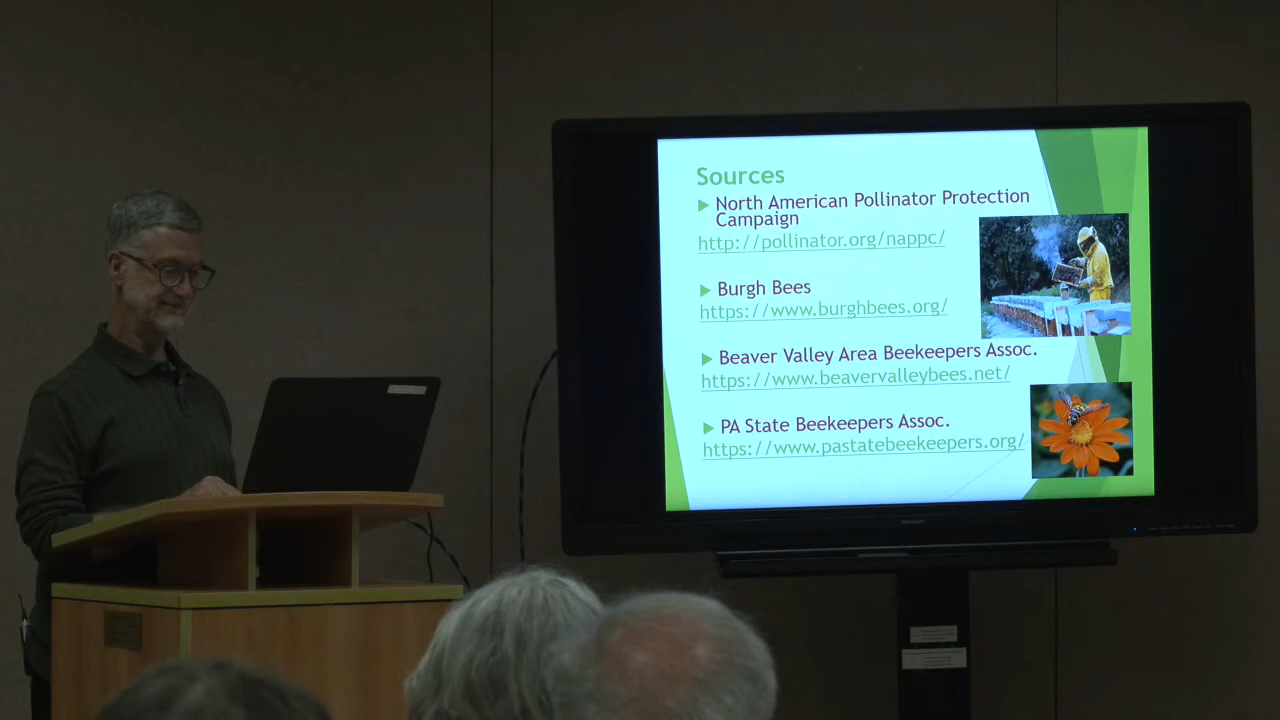 Sources
North American Pollinator Protection
Campaign
http://pollinator.org/nappc/
Burgh Bees
https://www.burghbees.org/
Beaver Valley Area Beekeepers Assoc.
https://www.beavervalleybees.net/
PA State Beekeepers Assoc.
https://www.pastatebeekeepers.org/
SHARP